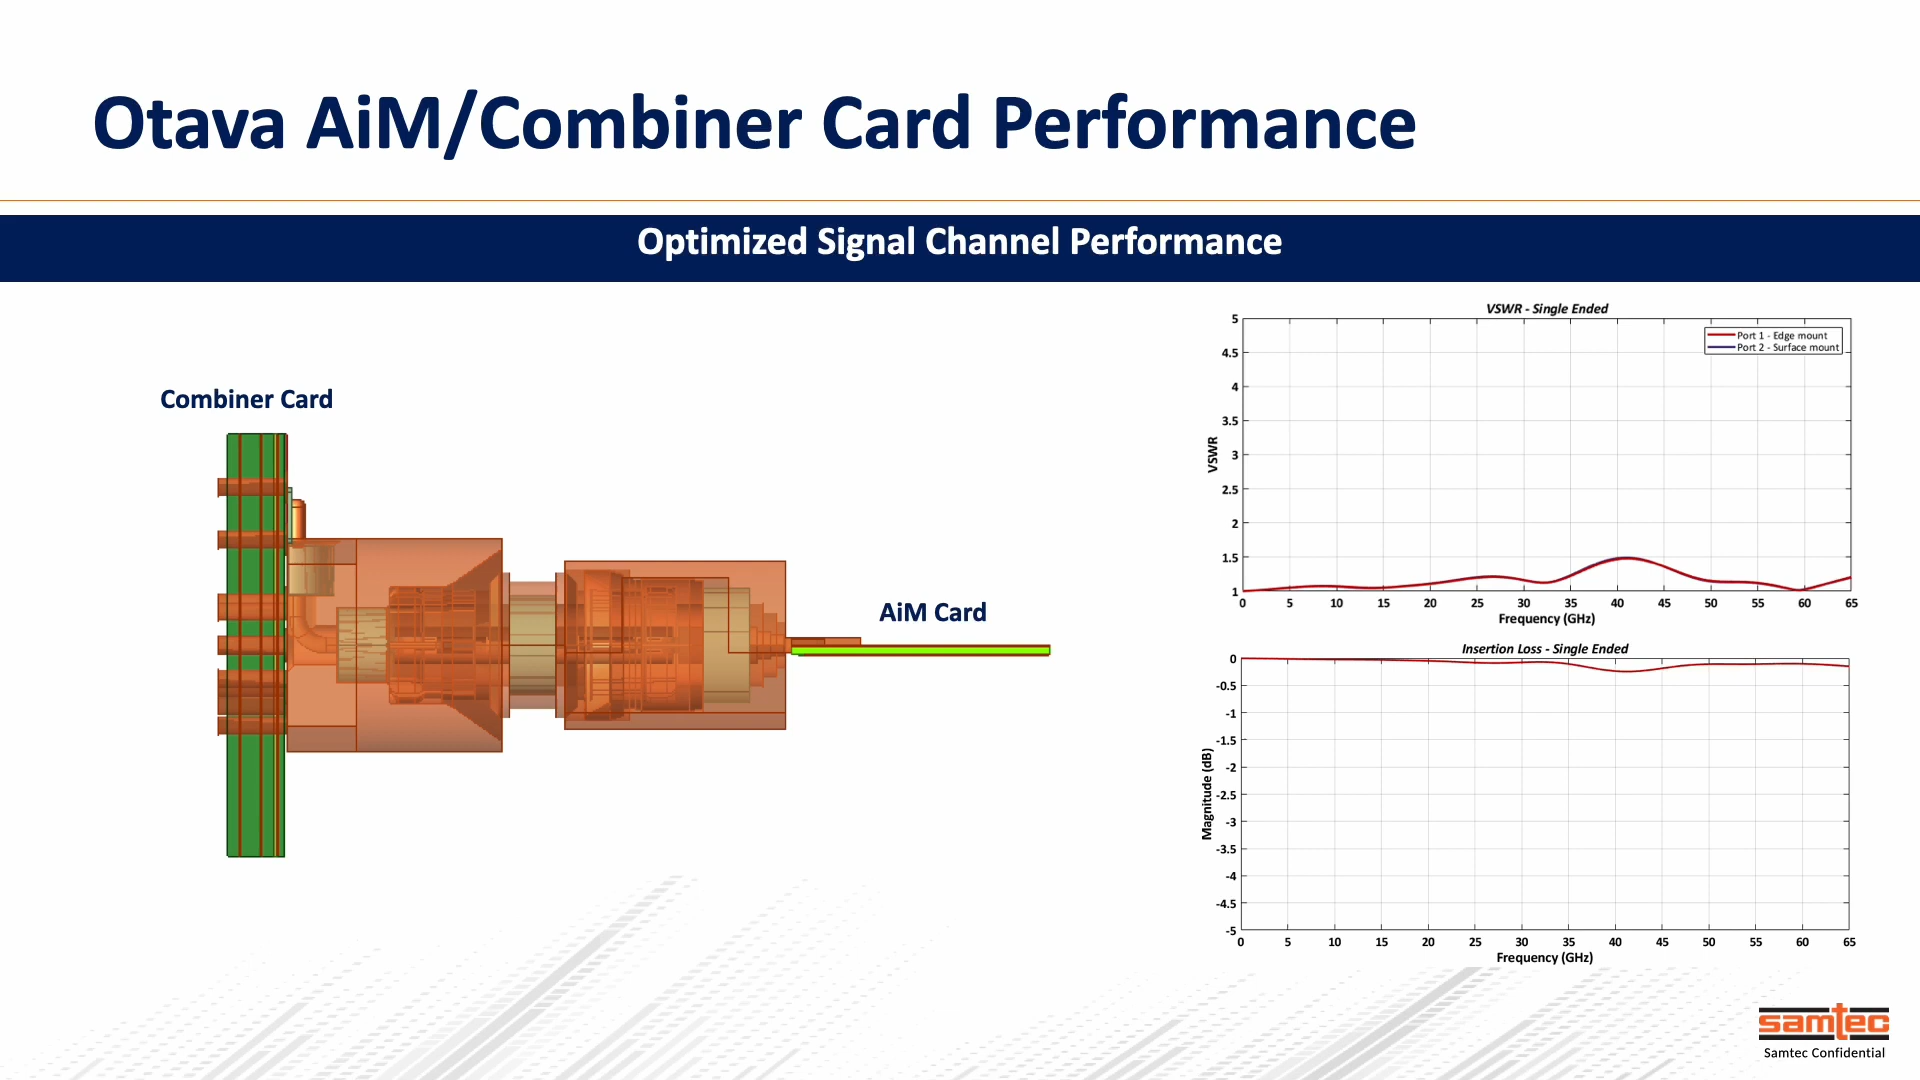 Otava AiM/Combiner Card Performance
Optimized Signal Channel Performance
Combiner Card
AiM Card
VSWR - Single Ended
Port 1 - Edge mount
Port 2 - Surface mount
VSWR
5
4.5
4
3.5
3
2.5
2
1.5
1
0 5 10 15 20 25 30 35 40 45 50 55 60 65
Frequency (GHz)
Insertion Loss - Single Ended
Magnitude (dB)
0
-0.5
-1
-1.5
-2
-2.5
-3
-3.5
-4
-4.5
-5
0 5 10 15 20 25 30 35 40 45 50 55 60 65
Frequency (GHz)
samtec
Samtec Confidential